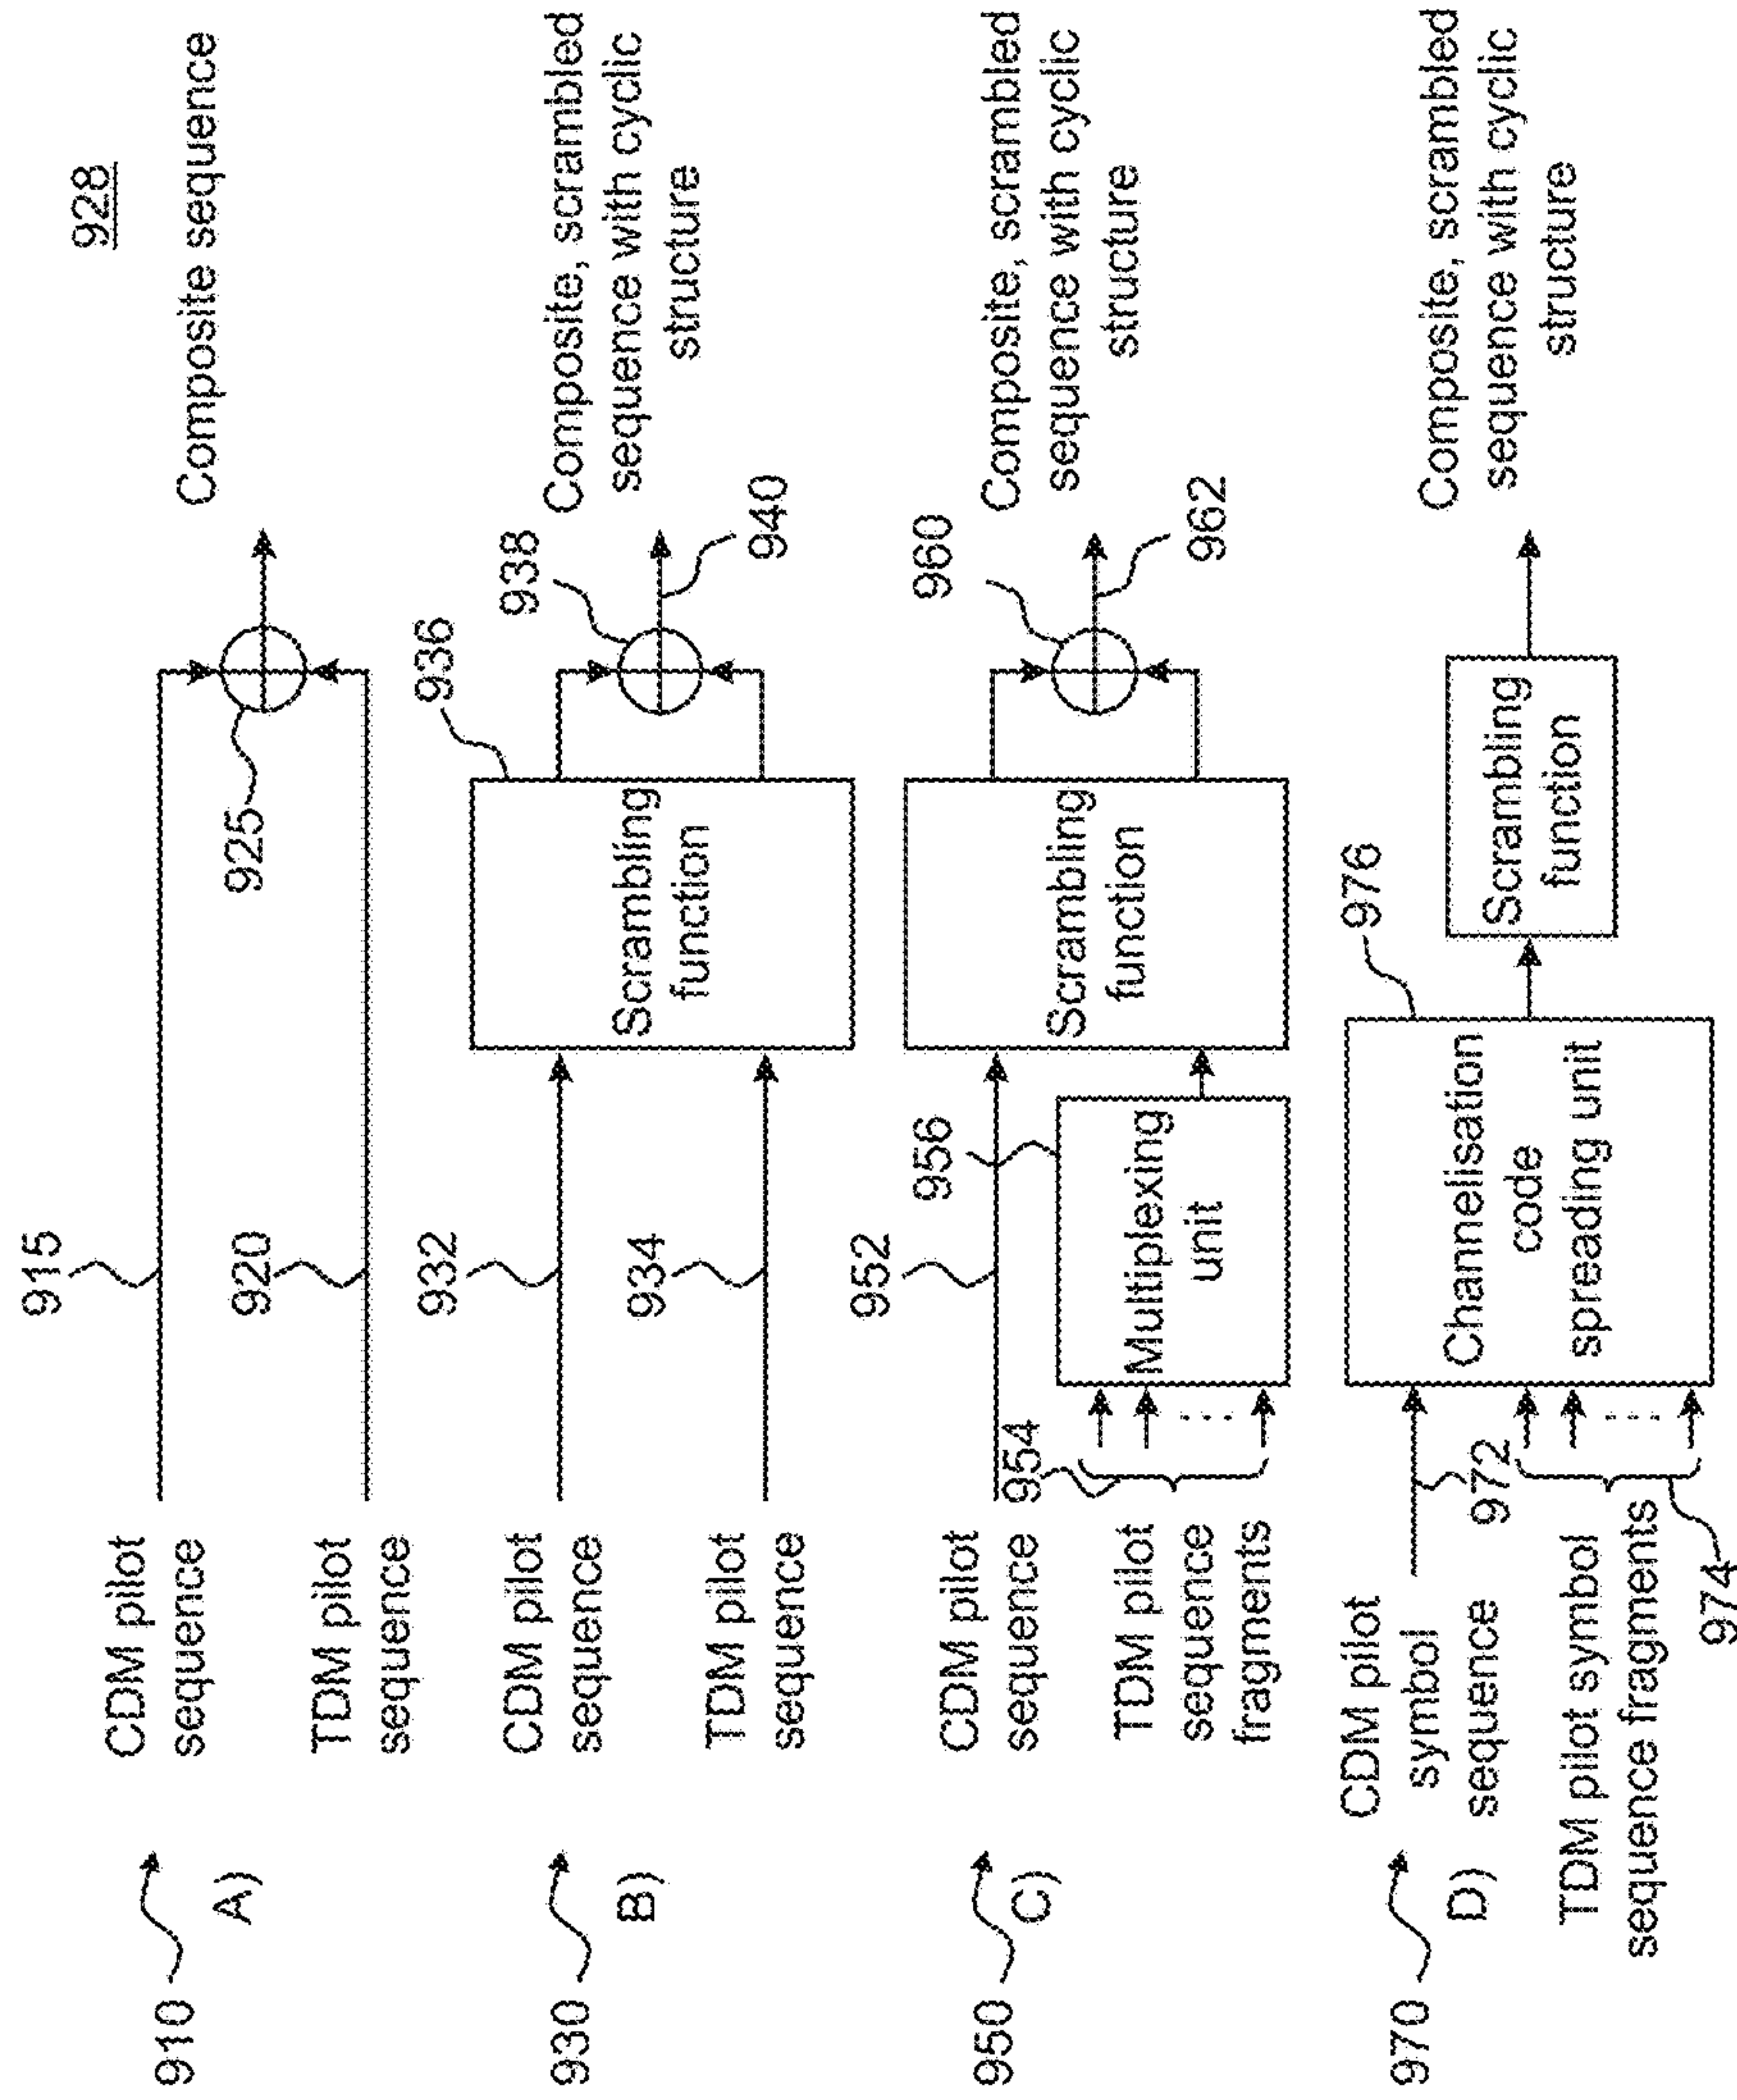 928
910
A)
CDM pilot
sequence
TDM pilot
sequence
915
920
925
Composite sequence
930
B)
CDM pilot
sequence
TDM pilot
sequence
932
934
Scrambling
function
936
938
940
Composite, scrambled
sequence with cyclic
structure
950
C)
CDM pilot
sequence
TDM pilot
sequence
fragments
952
954
956
Multiplexing
unit
Scrambling
function
960
962
Composite, scrambled
sequence with cyclic
structure
970
D)
CDM pilot
symbol
sequence
TDM pilot symbol
sequence fragments
972
974
Channelisation
code
spreading unit
976
Scrambling
function
Composite, scrambled
sequence with cyclic
structure